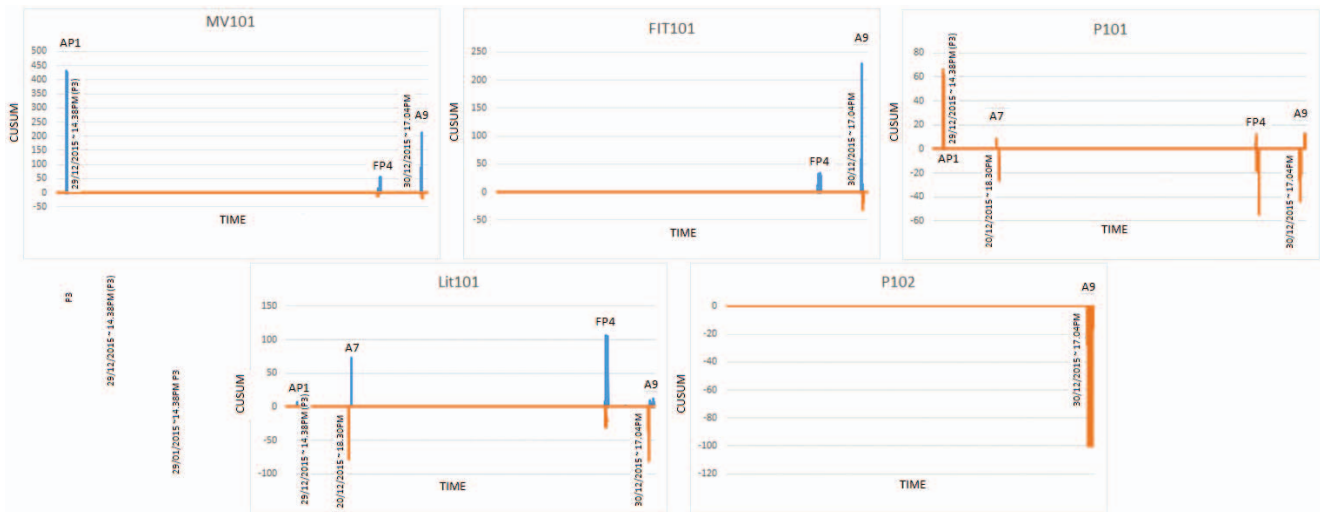 MV101
AP1
500
450
400
350
300
250
200
150
100
50
0
-50
CUSUM
29/12/2015 ~ 14.38PM (P3)
FP4
30/12/2015 ~ 17.04PM
A9
TIME
FIT101
250
200
150
100
50
0
-50
CUSUM
FP4
30/12/2015 ~ 17.04PM
A9
TIME
P101
80
60
40
20
0
-20
-40
-60
CUSUM
AP1
29/12/2015 ~ 14.38PM (P3)
A7
20/12/2015 ~ 18.30PM
FP4
A9
30/12/2015 ~ 17.04PM
TIME
P3
29/12/2015 ~ 14.38PM (P3)
29/01/2015 ~14.38PM P3
Lit101
150
100
50
0
-50
-100
CUSUM
AP1
29/12/2015 ~ 14.38PM (P3)
A7
20/12/2015 ~ 18.30PM
FP4
A9
30/12/2015 ~ 17.04PM
TIME
P102
0
-20
-40
-60
-80
-100
-120
CUSUM
A9
30/12/2015 ~ 17.04PM
TIME